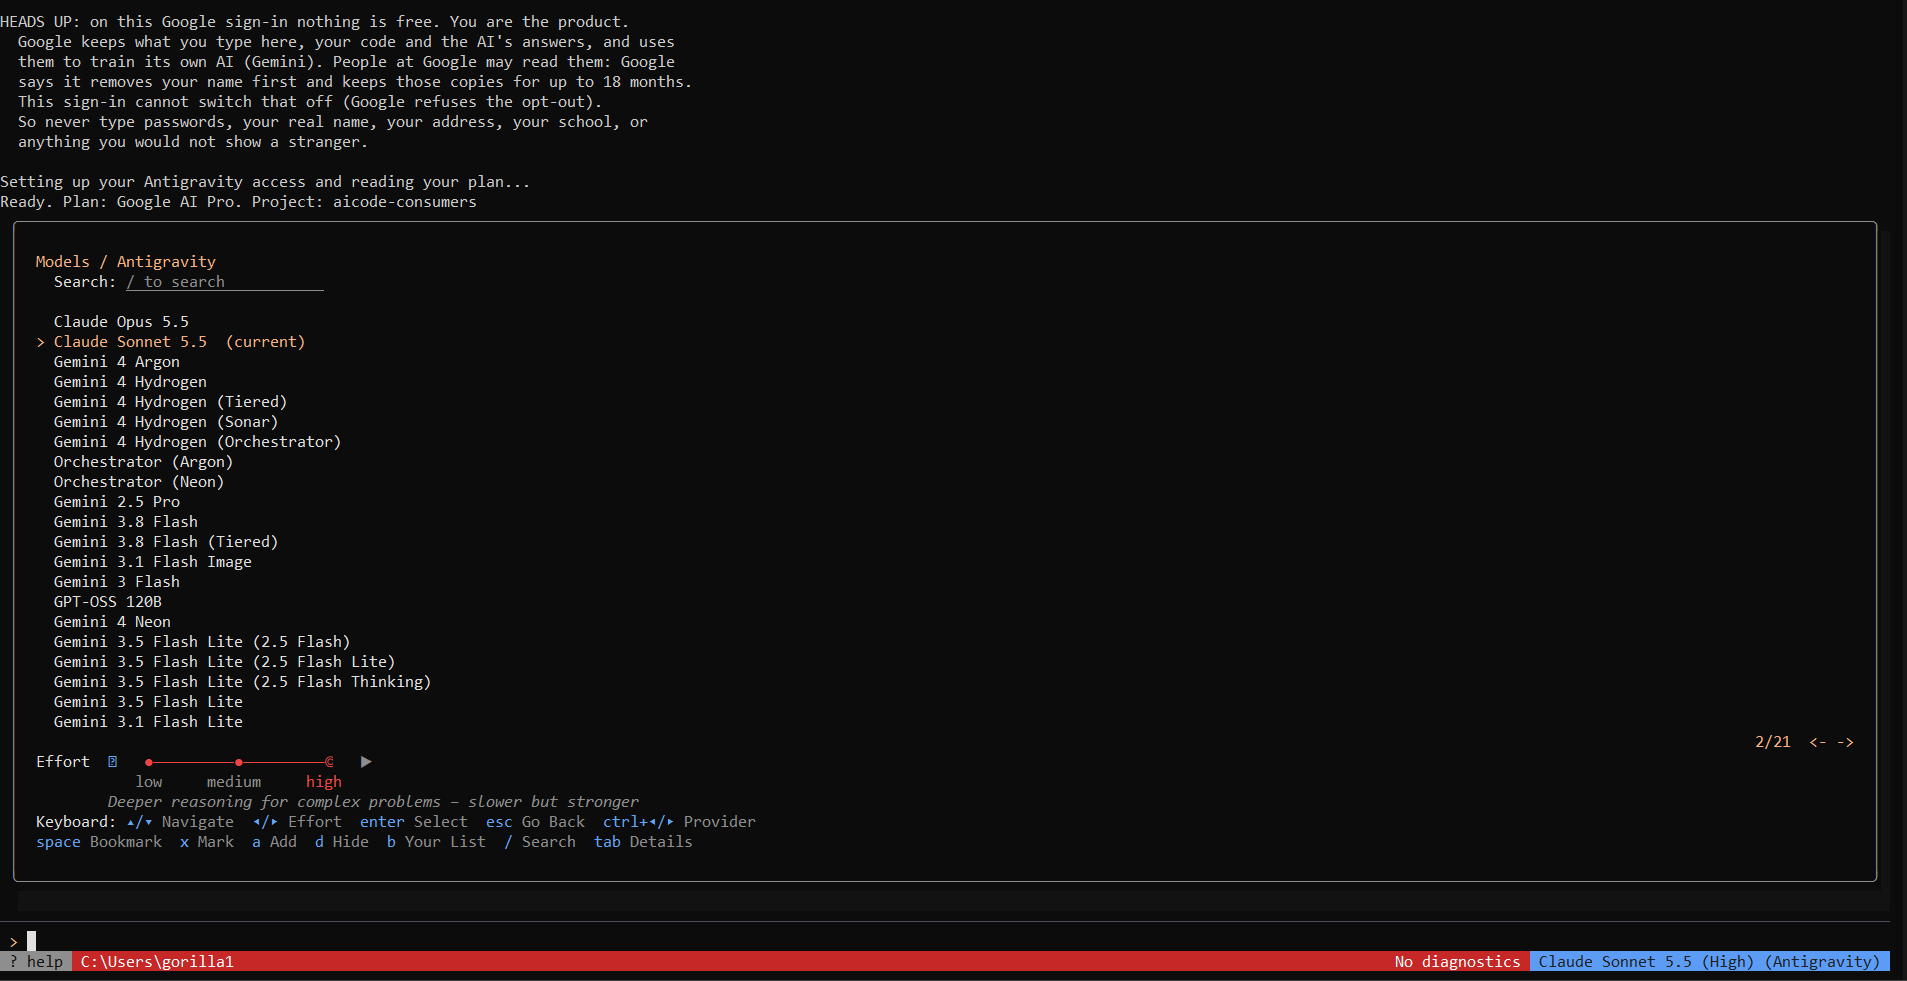 HEADS UP: on this Google sign-in nothing is free. You are the product.
Google keeps what you type here, your code and the AI's answers, and uses
them to train its own AI (Gemini). People at Google may read them: Google
says it removes your name first and keeps those copies for up to 18 months.
This sign-in cannot switch that off (Google refuses the opt-out).
So never type passwords, your real name, your address, your school, or
anything you would not show a stranger.
Setting up your Antigravity access and reading your plan...
Ready. Plan: Google AI Pro. Project: aicode-consumers
Models / Antigravity
Search: / to search
Claude Opus 5.5
> Claude Sonnet 5.5  (current)
Gemini 4 Argon
Gemini 4 Hydrogen
Gemini 4 Hydrogen (Tiered)
Gemini 4 Hydrogen (Sonar)
Gemini 4 Hydrogen (Orchestrator)
Orchestrator (Argon)
Orchestrator (Neon)
Gemini 2.5 Pro
Gemini 3.8 Flash
Gemini 3.8 Flash (Tiered)
Gemini 3.1 Flash Image
Gemini 3 Flash
GPT-OSS 120B
Gemini 4 Neon
Gemini 3.5 Flash Lite (2.5 Flash)
Gemini 3.5 Flash Lite (2.5 Flash Lite)
Gemini 3.5 Flash Lite (2.5 Flash Thinking)
Gemini 3.5 Flash Lite
Gemini 3.1 Flash Lite
2/21  <- ->
Effort
low medium high
Deeper reasoning for complex problems — slower but stronger
Keyboard: ▴/▾ Navigate  ◂/▸ Effort  enter Select  esc Go Back  ctrl+◂/▸ Provider
space Bookmark  x Mark  a Add  d Hide  b Your List  / Search  tab Details
>
? help  C:\Users\gorilla1  No diagnostics  Claude Sonnet 5.5 (High) (Antigravity)